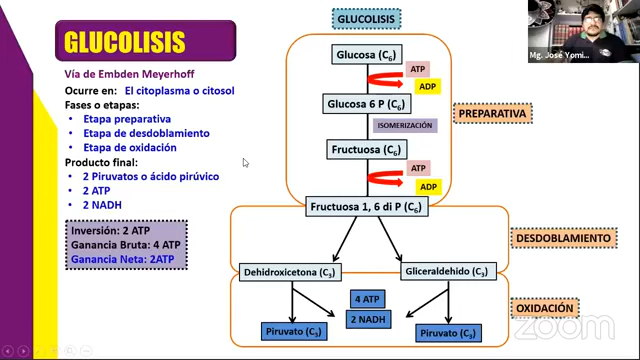 GLUCOLISIS
Vía de Embden Meyerhoff
Ocurre en: El citoplasma o citosol
Fases o etapas:
• Etapa preparativa
• Etapa de desdoblamiento
• Etapa de oxidación
Producto final:
• 2 Piruvatos o ácido pirúvico
• 2 ATP
• 2 NADH
Inversión: 2 ATP
Ganancia Bruta: 4 ATP
Ganancia Neta: 2ATP
GLUCOLISIS
Glucosa (C6)
ATP
ADP
Glucosa 6 P (C6)
ISOMERIZACIÓN
Fructuosa (C6)
ATP
ADP
Fructuosa 1, 6 di P (C6)
PREPARATIVA
DESDOBLAMIENTO
Dehidroxicetona (C3)
Gliceraldehido (C3)
4 ATP
2 NADH
Piruvato (C3)
Piruvato (C3)
OXIDACIÓN
Mg. José Yomi...
zoom